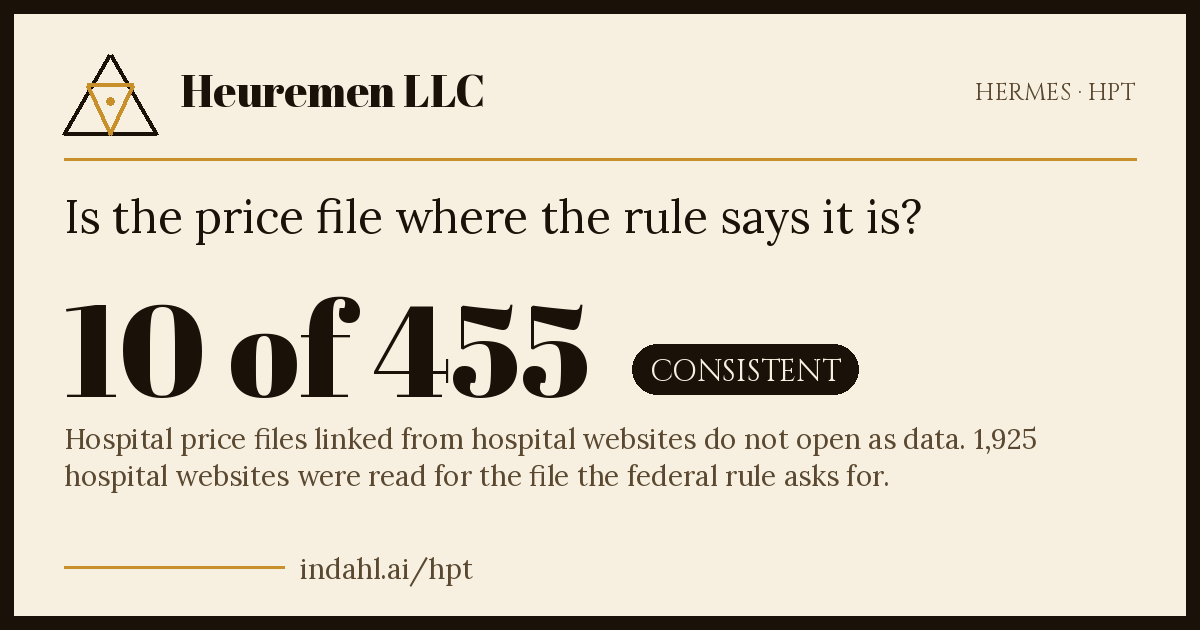 Heuremen LLC
HERMES · HPT
Is the price file where the rule says it is?
10 of 455
CONSISTENT
Hospital price files linked from hospital websites do not open as data. 1,925
hospital websites were read for the file the federal rule asks for.
indahl.ai/hpt